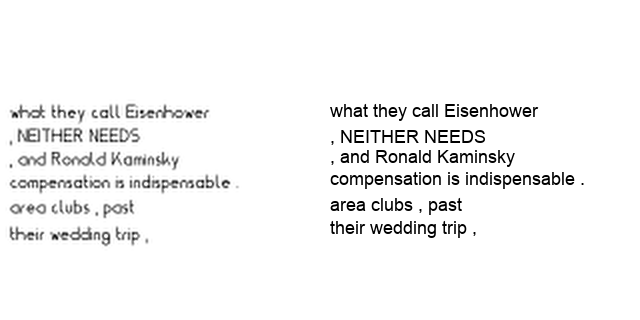 what they call Eisenhower
, NEITHER NEEDS
, and Ronald Kaminsky
compensation is indispensable .
area clubs , past
their wedding trip ,
what they call Eisenhower
, NEITHER NEEDS
, and Ronald Kaminsky
compensation is indispensable .
area clubs , past
their wedding trip ,